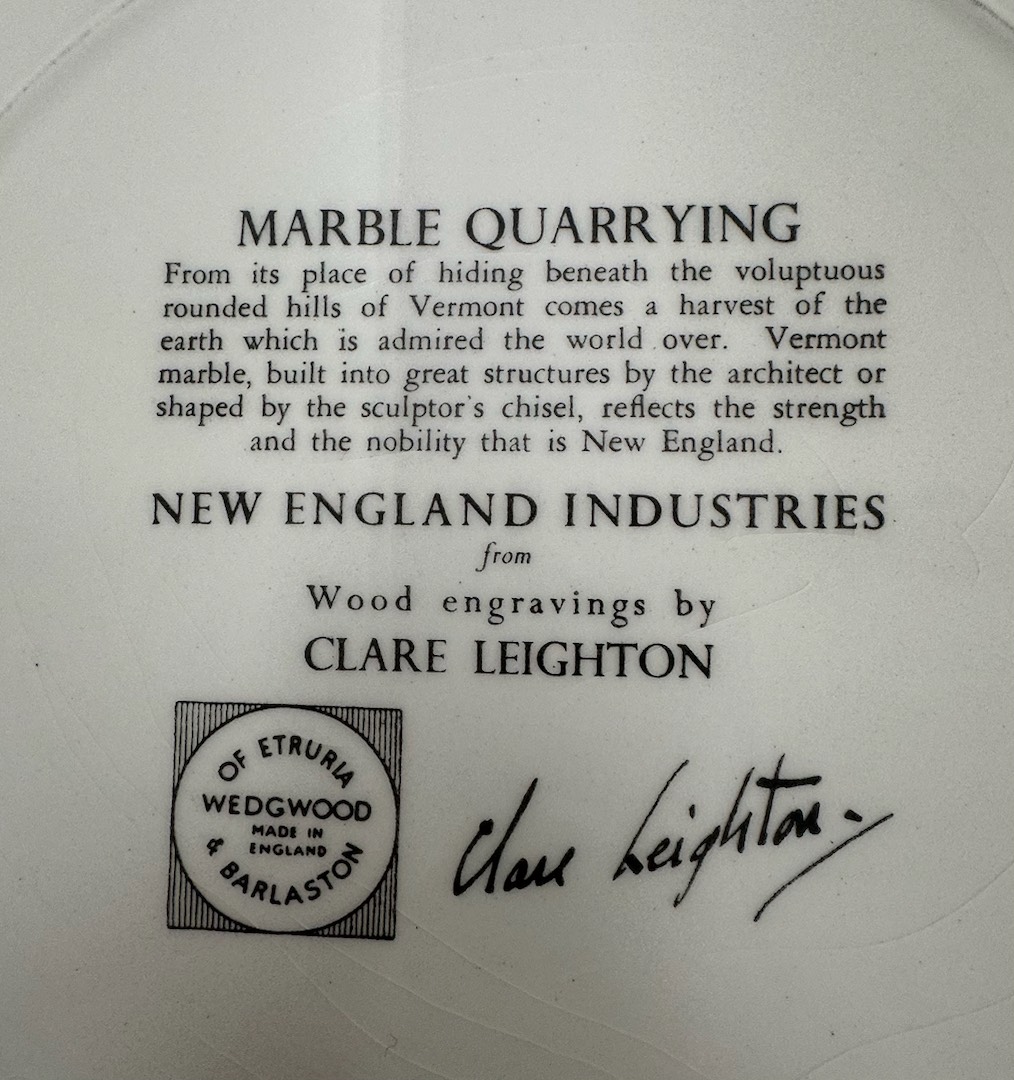 MARBLE QUARRYING
From its place of hiding beneath the voluptuous
rounded hills of Vermont comes a harvest of the
earth which is admired the world over. Vermont
marble, built into great structures by the architect or
shaped by the sculptor's chisel, reflects the strength
and the nobility that is New England.
NEW ENGLAND INDUSTRIES
from
Wood engravings by
CLARE LEIGHTON
OF ETRURIA
WEDGWOOD
MADE IN
ENGLAND
& BARLASTON
Clare Leighton.